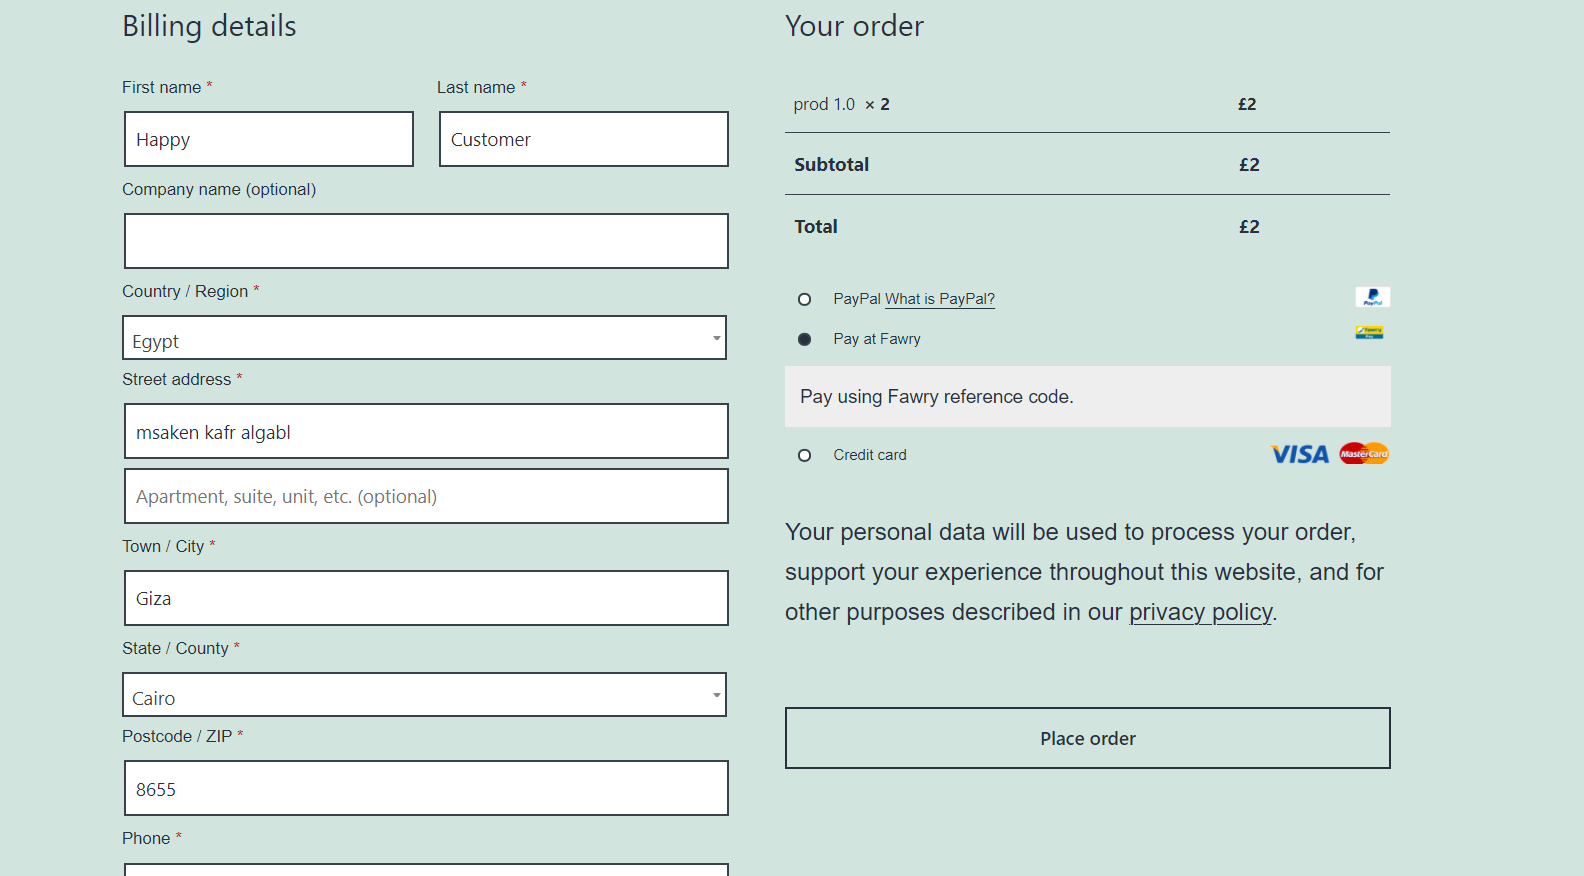 Billing details
First name *
Last name *
Happy
Customer
Company name (optional)
Country / Region *
Egypt
Street address *
msaken kafr algabl
Apartment, suite, unit, etc. (optional)
Town / City *
Giza
State / County *
Cairo
Postcode / ZIP *
8655
Phone *
Your order
prod 1.0 × 2 £2
Subtotal £2
Total £2
PayPal What is PayPal?
PayPal
Pay at Fawry
Fawry
Pay using Fawry reference code.
Credit card
VISA MasterCard
Your personal data will be used to process your order,
support your experience throughout this website, and for
other purposes described in our privacy policy.
Place order